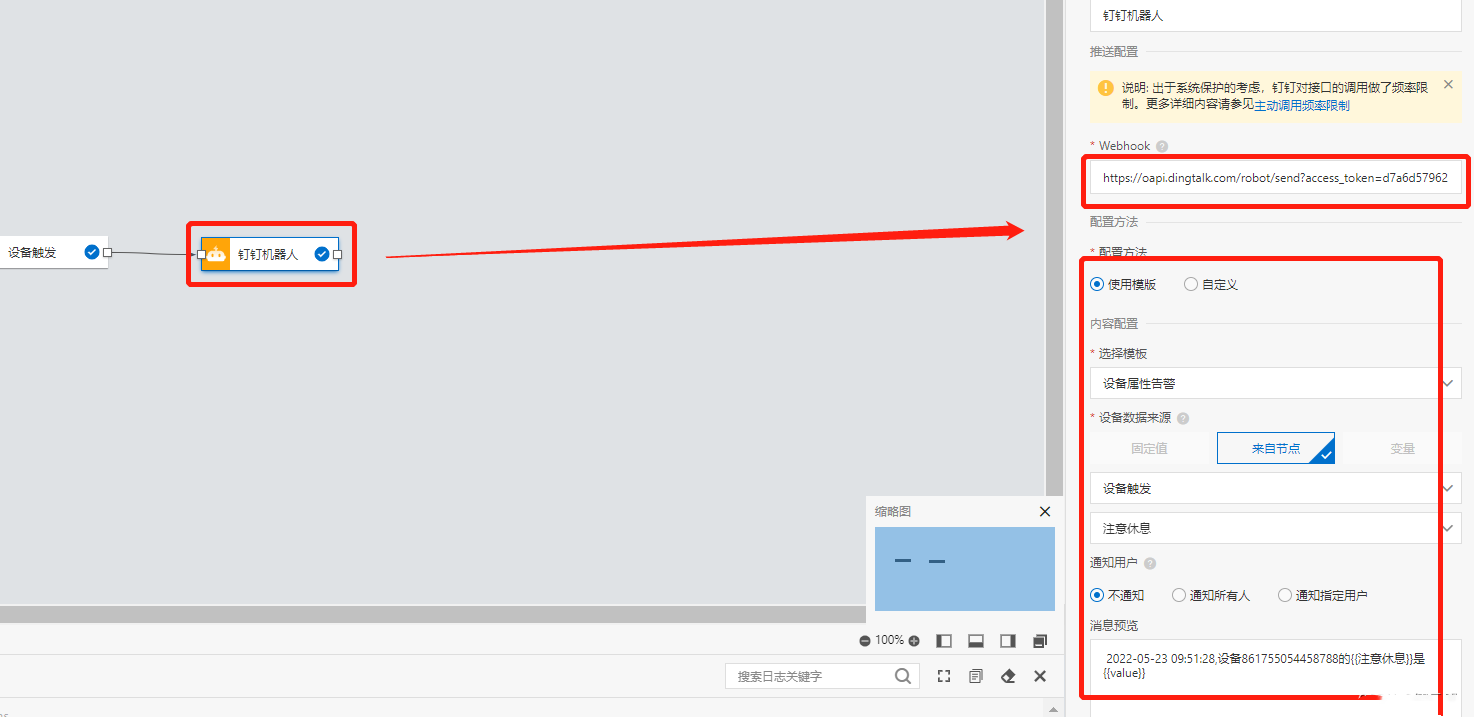 设备触发
钉钉机器人
缩略图
100%
搜索日志关键字
钉钉机器人
推送配置
说明: 出于系统保护的考虑，钉钉对接口的调用做了频率限
制。更多详细内容请参见主动调用频率限制
* Webhook
https://oapi.dingtalk.com/robot/send?access_token=d7a6d57962
配置方法
* 配置方法
使用模版 自定义
内容配置
* 选择模板
设备属性告警
* 设备数据来源
固定值 来自节点 变量
设备触发
注意休息
通知用户
不通知 通知所有人 通知指定用户
消息预览
2022-05-23 09:51:28,设备861755054458788的{{注意休息}}是
{{value}}